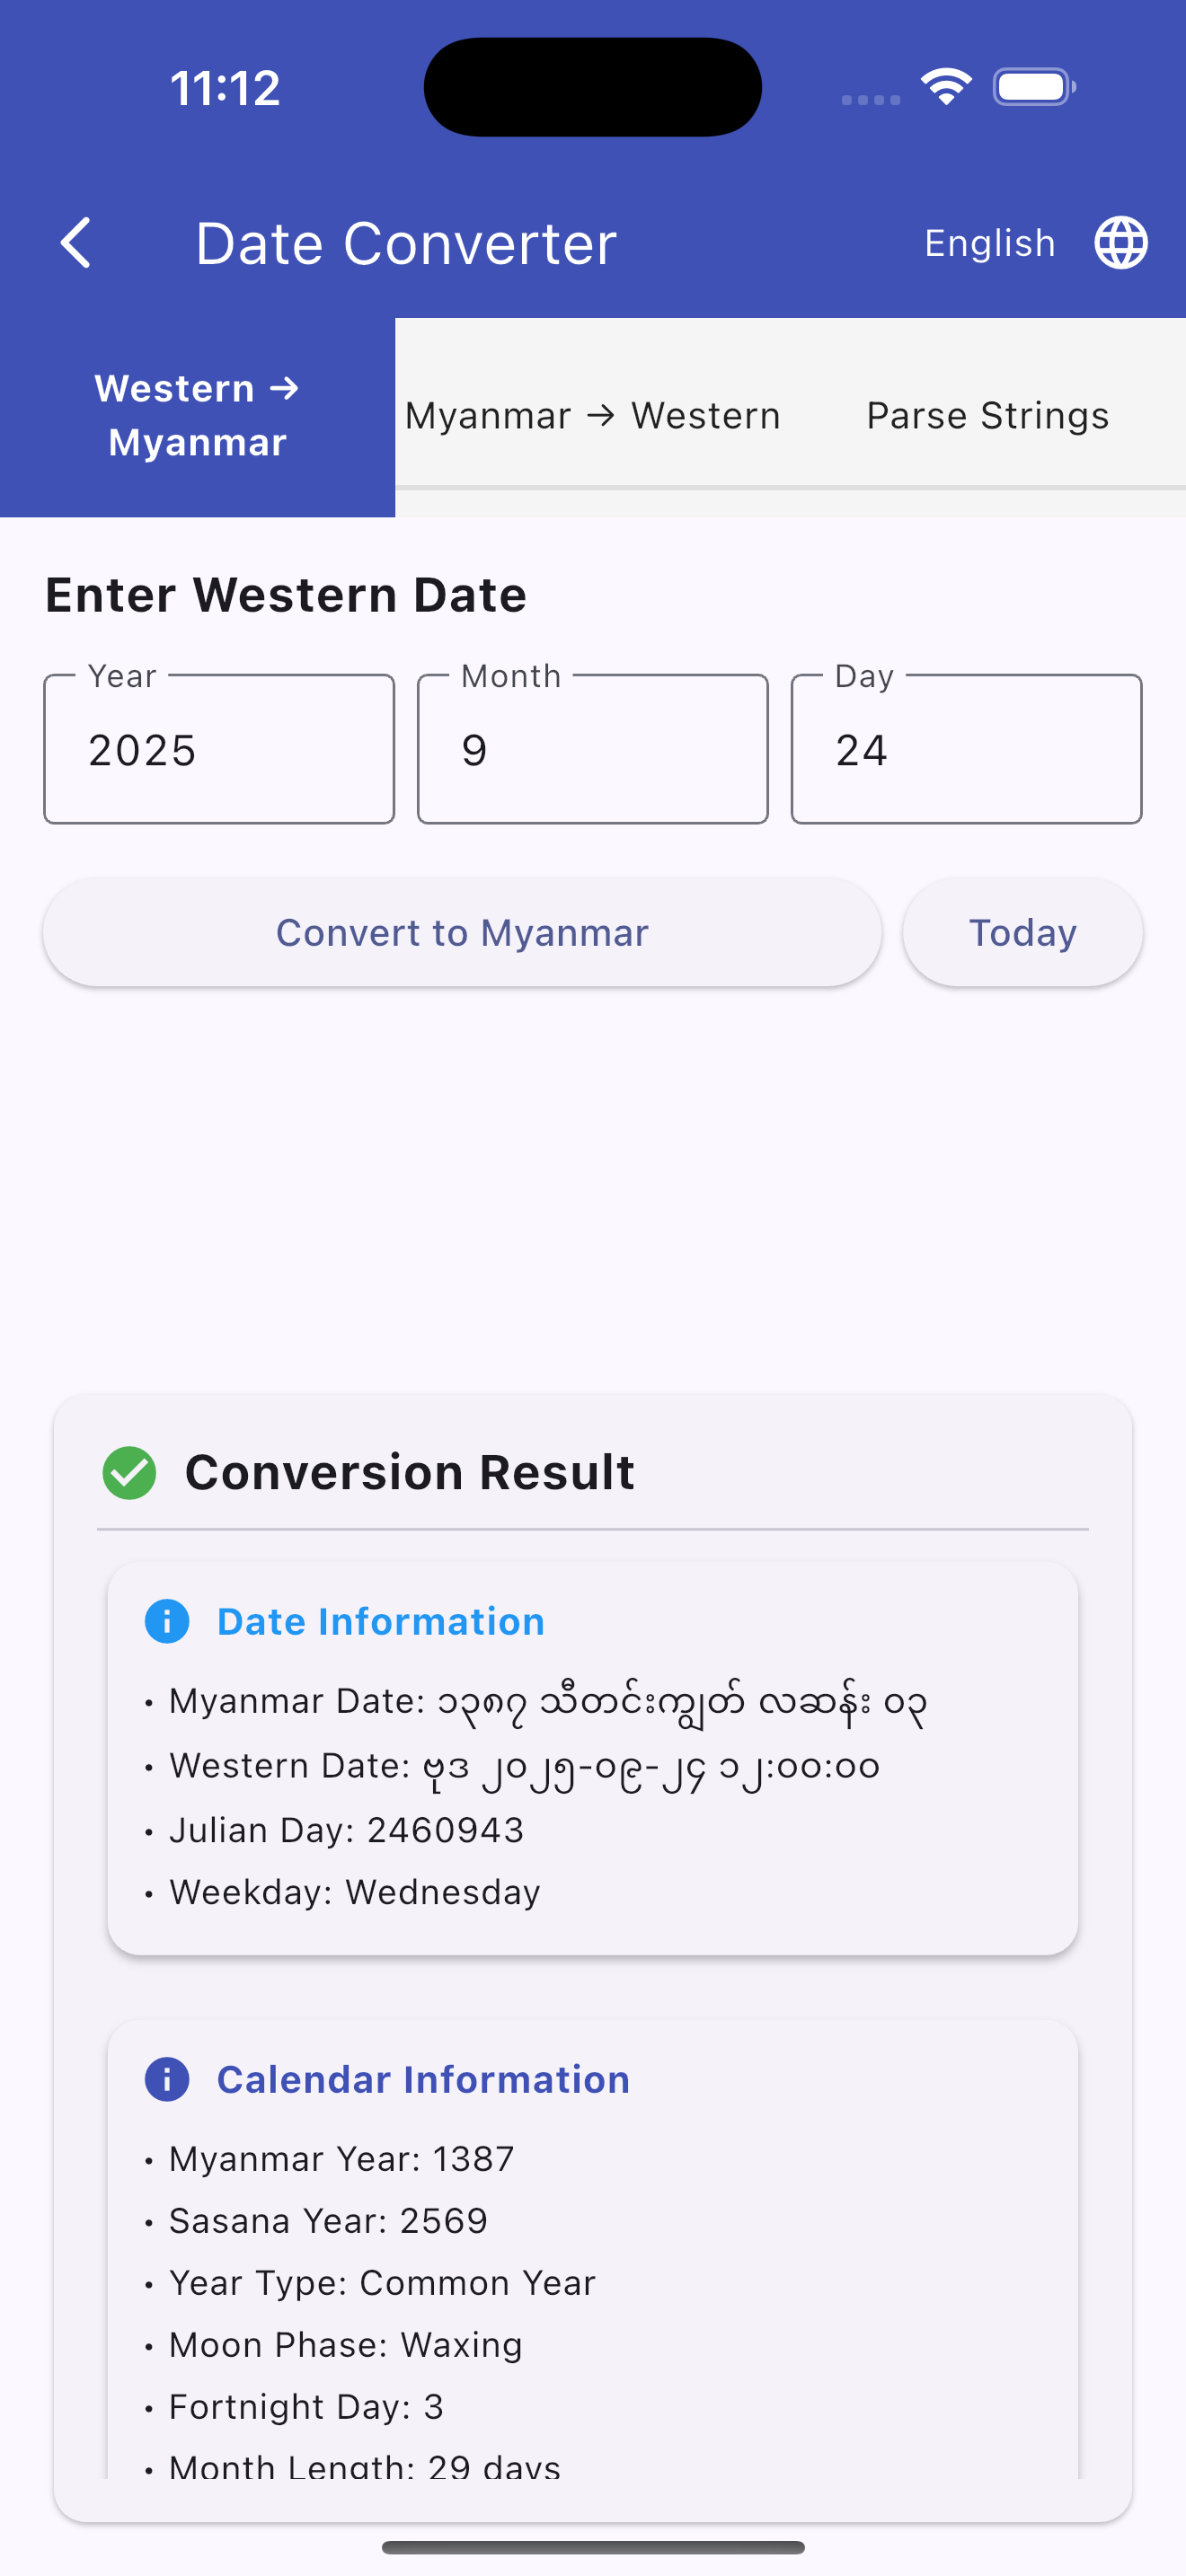 11:12
Date Converter
English
Western →
Myanmar
Myanmar → Western
Parse Strings
Enter Western Date
Year
Month
Day
2025
9
24
Convert to Myanmar
Today
Conversion Result
Date Information
• Myanmar Date: ၁၃၈၇ သီတင်းကျွတ် လဆန်း ၀၃
• Western Date: ဗုဒ ၂၀၂၅-၀၉-၂၄ ၁၂:၀၀:၀၀
• Julian Day: 2460943
• Weekday: Wednesday
Calendar Information
• Myanmar Year: 1387
• Sasana Year: 2569
• Year Type: Common Year
• Moon Phase: Waxing
• Fortnight Day: 3
• Month Length: 29 days